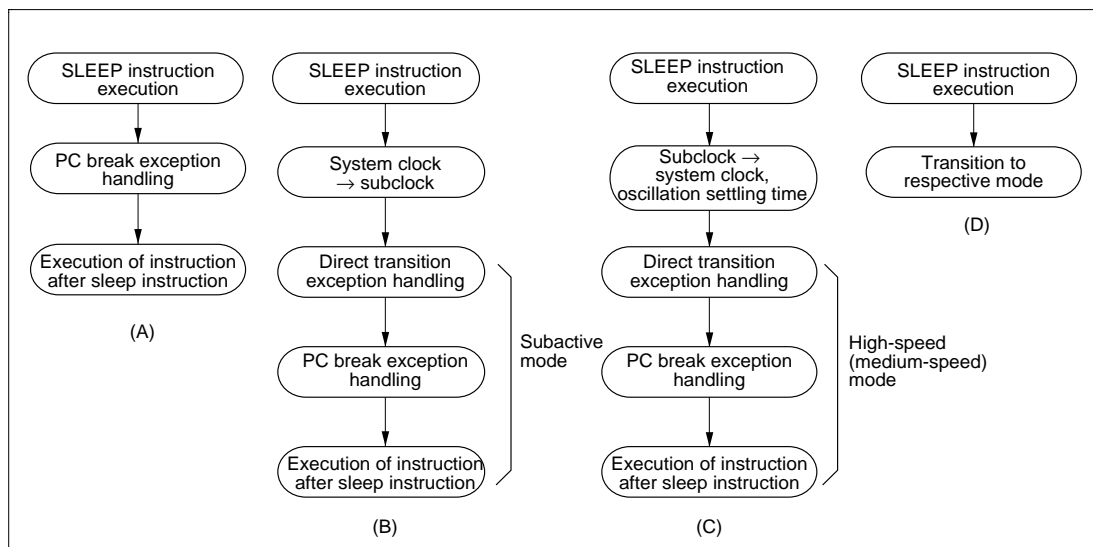 SLEEP instruction
execution
PC break exception
handling
Execution of instruction
after sleep instruction
(A)
SLEEP instruction
execution
System clock
→ subclock
Direct transition
exception handling
PC break exception
handling
Execution of instruction
after sleep instruction
Subactive
mode
(B)
SLEEP instruction
execution
Subclock →
system clock,
oscillation settling time
Direct transition
exception handling
PC break exception
handling
Execution of instruction
after sleep instruction
High-speed
(medium-speed)
mode
(C)
SLEEP instruction
execution
Transition to
respective mode
(D)